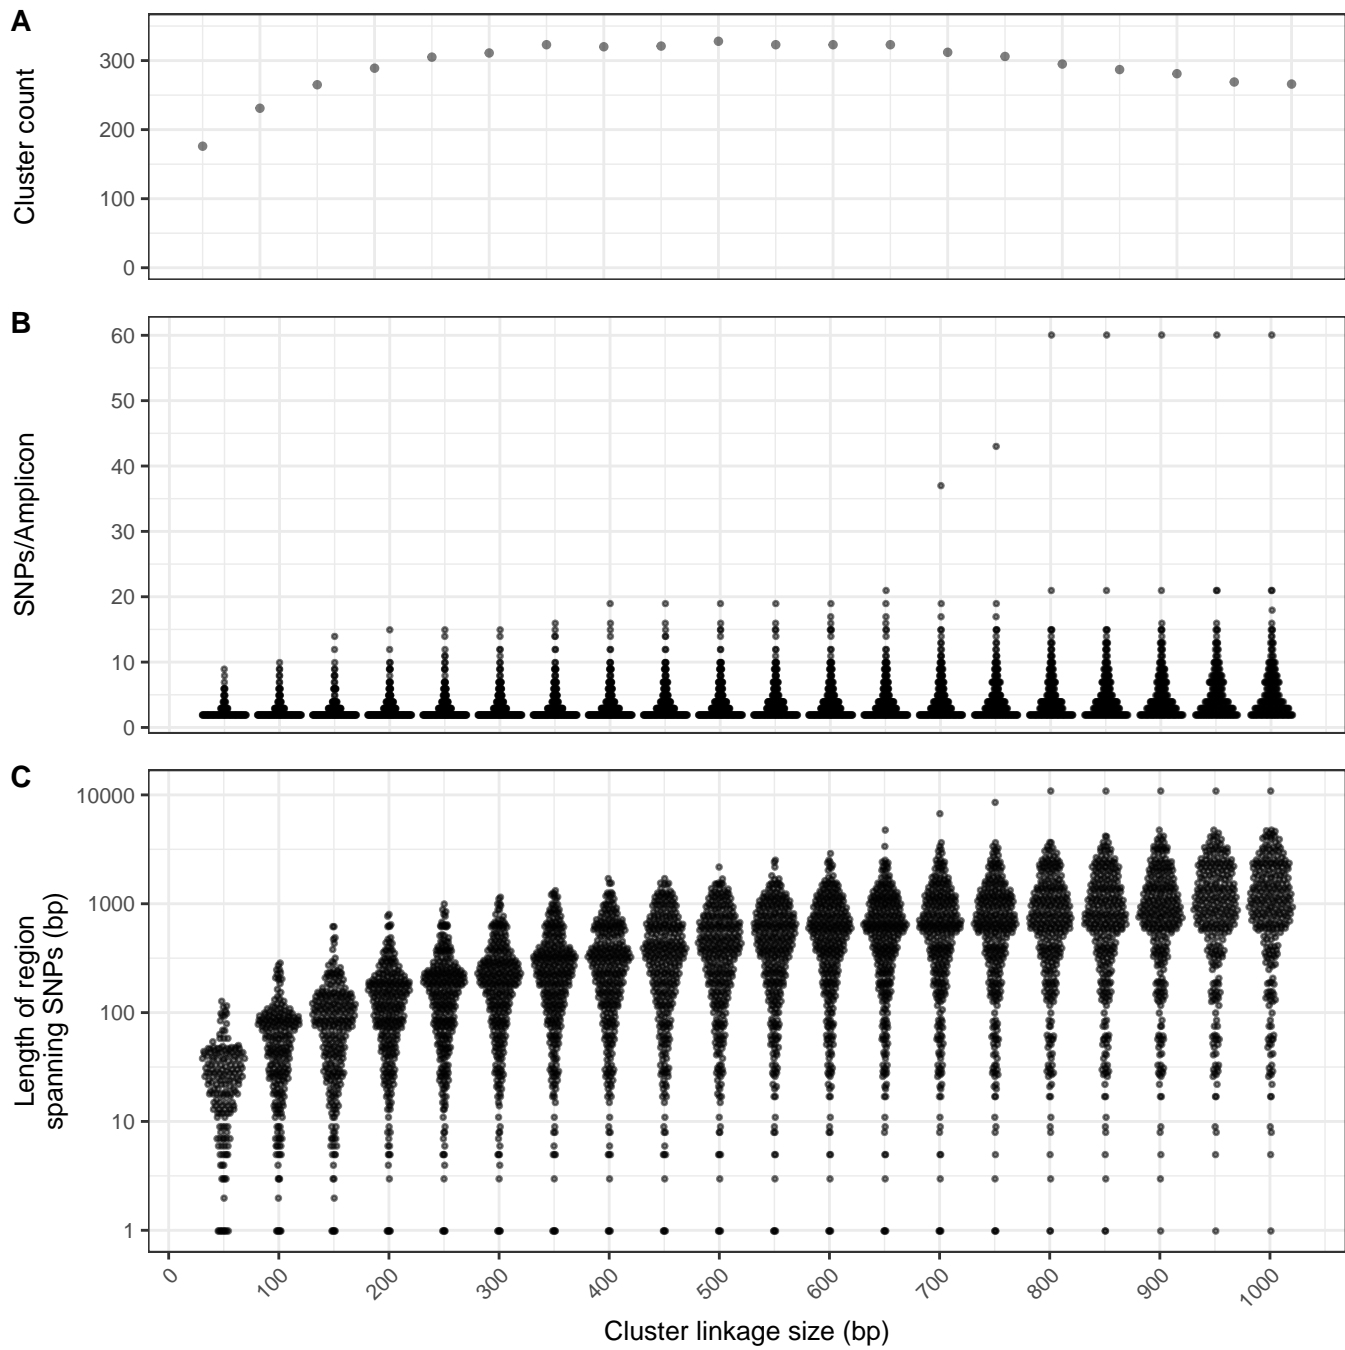 A
Cluster count
300
200
100
0
B
SNPs/Amplicon
60
50
40
30
20
10
0
C
Length of region
spanning SNPs (bp)
10000
1000
100
10
1
0 100 200 300 400 500 600 700 800 900 1000
Cluster linkage size (bp)